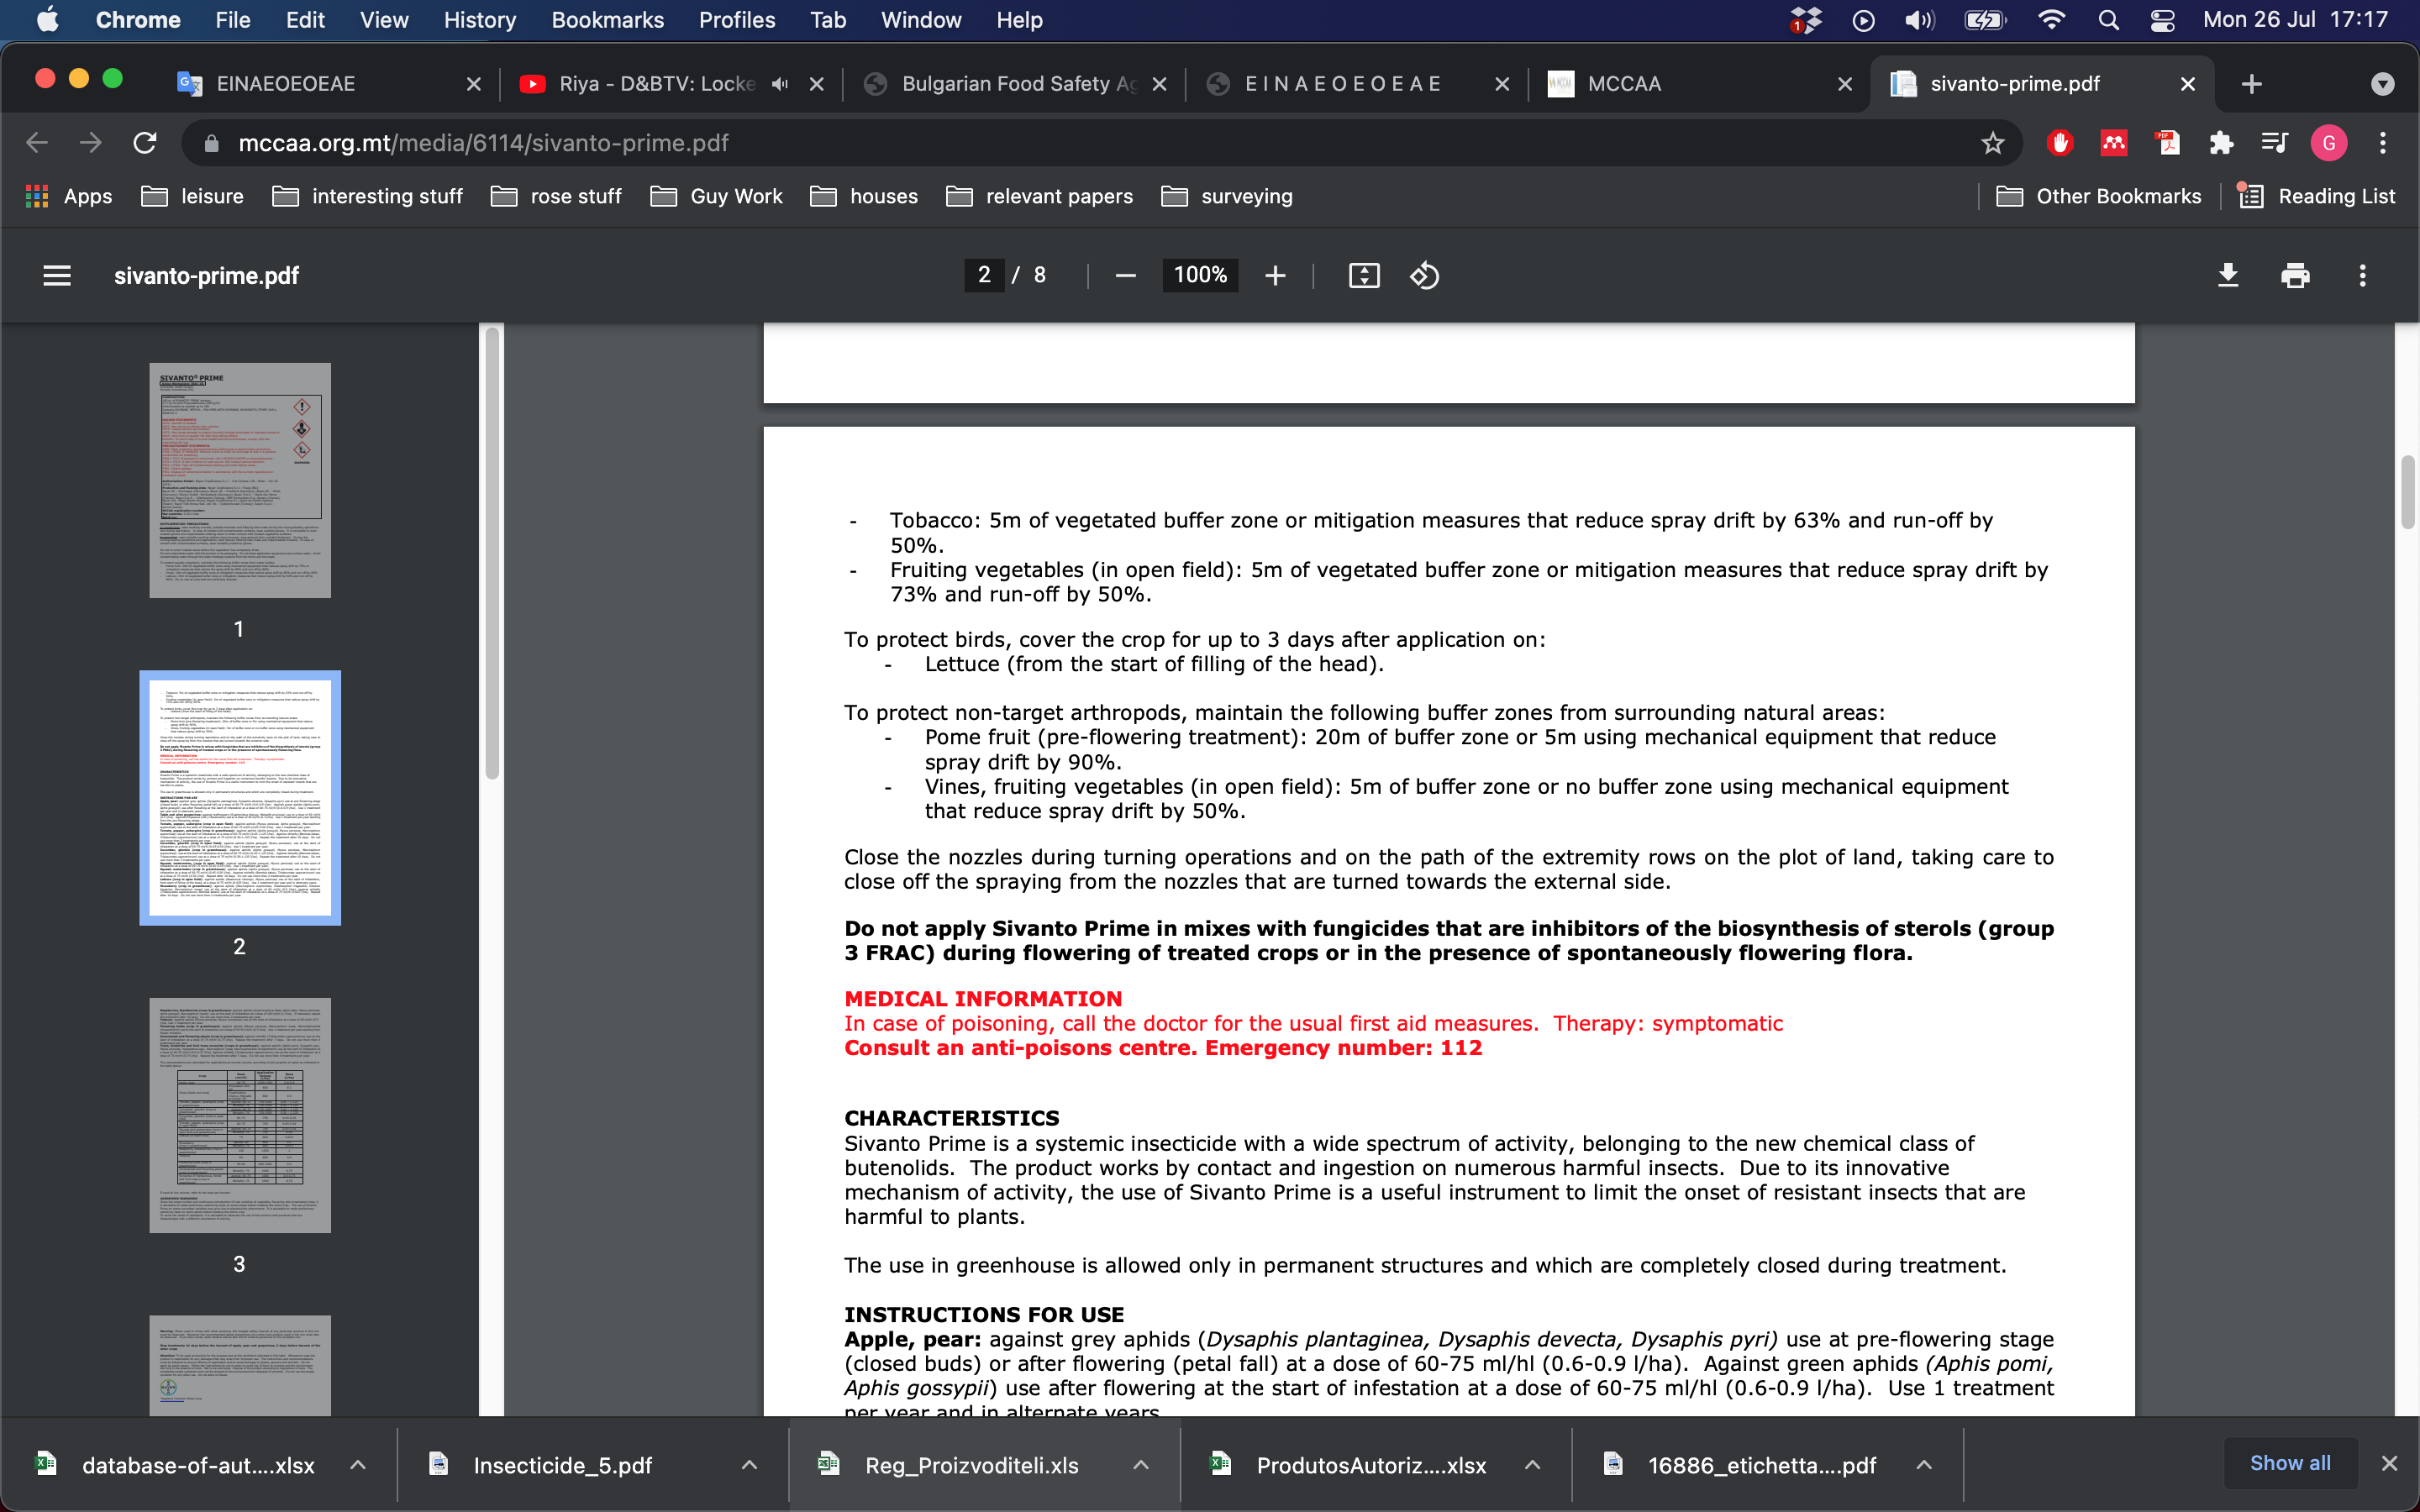 Chrome File Edit View History Bookmarks Profiles Tab Window Help 1 Mon 26 Jul 17:17
EINAEOEOEAE Riya - D&BTV: Locke Bulgarian Food Safety Ag E I N A E O E O E A E MCCAA sivanto-prime.pdf
mccaa.org.mt/media/6114/sivanto-prime.pdf G
Apps leisure interesting stuff rose stuff Guy Work houses relevant papers surveying Other Bookmarks Reading List
sivanto-prime.pdf 2 / 8 100%
SIVANTO® PRIME
1
2
3
- Tobacco: 5m of vegetated buffer zone or mitigation measures that reduce spray drift by 63% and run-off by
50%.
- Fruiting vegetables (in open field): 5m of vegetated buffer zone or mitigation measures that reduce spray drift by
73% and run-off by 50%.
To protect birds, cover the crop for up to 3 days after application on:
- Lettuce (from the start of filling of the head).
To protect non-target arthropods, maintain the following buffer zones from surrounding natural areas:
- Pome fruit (pre-flowering treatment): 20m of buffer zone or 5m using mechanical equipment that reduce
spray drift by 90%.
- Vines, fruiting vegetables (in open field): 5m of buffer zone or no buffer zone using mechanical equipment
that reduce spray drift by 50%.
Close the nozzles during turning operations and on the path of the extremity rows on the plot of land, taking care to
close off the spraying from the nozzles that are turned towards the external side.
Do not apply Sivanto Prime in mixes with fungicides that are inhibitors of the biosynthesis of sterols (group
3 FRAC) during flowering of treated crops or in the presence of spontaneously flowering flora.
MEDICAL INFORMATION
In case of poisoning, call the doctor for the usual first aid measures. Therapy: symptomatic
Consult an anti-poisons centre. Emergency number: 112
CHARACTERISTICS
Sivanto Prime is a systemic insecticide with a wide spectrum of activity, belonging to the new chemical class of
butenolids. The product works by contact and ingestion on numerous harmful insects. Due to its innovative
mechanism of activity, the use of Sivanto Prime is a useful instrument to limit the onset of resistant insects that are
harmful to plants.
The use in greenhouse is allowed only in permanent structures and which are completely closed during treatment.
INSTRUCTIONS FOR USE
Apple, pear: against grey aphids (Dysaphis plantaginea, Dysaphis devecta, Dysaphis pyri) use at pre-flowering stage
(closed buds) or after flowering (petal fall) at a dose of 60-75 ml/hl (0.6-0.9 l/ha). Against green aphids (Aphis pomi,
Aphis gossypii) use after flowering at the start of infestation at a dose of 60-75 ml/hl (0.6-0.9 l/ha). Use 1 treatment
per year and in alternate years
database-of-aut....xlsx Insecticide_5.pdf Reg_Proizvoditeli.xls ProdutosAutoriz....xlsx 16886_etichetta....pdf Show all